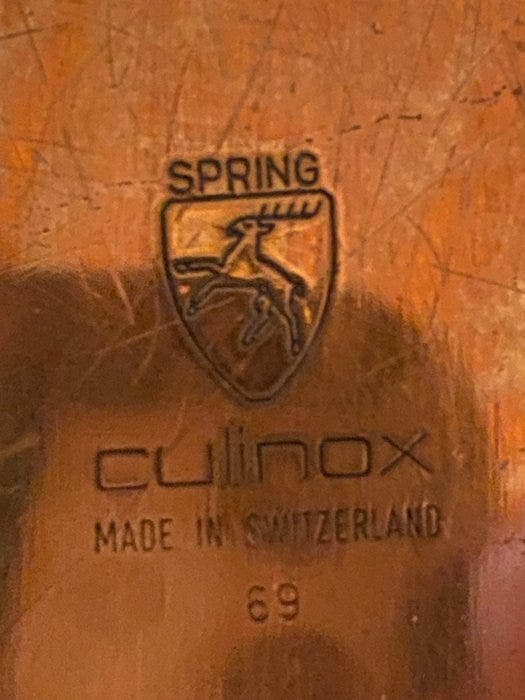 SPRING
culinox
MADE IN SWITZERLAND
69